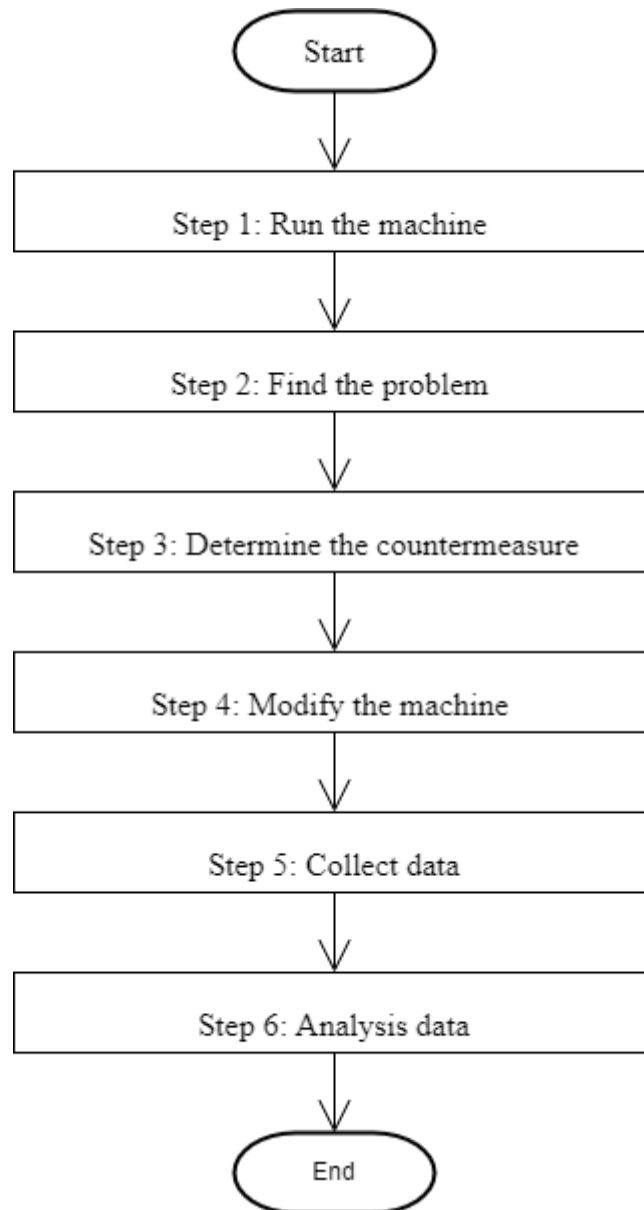 Start
Step 1: Run the machine
Step 2: Find the problem
Step 3: Determine the countermeasure
Step 4: Modify the machine
Step 5: Collect data
Step 6: Analysis data
End